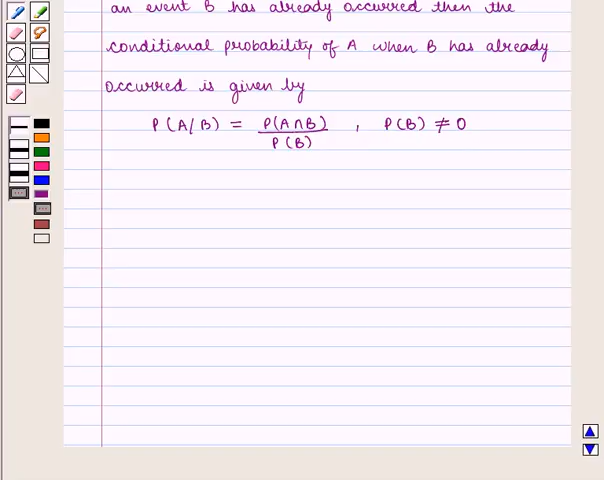 an event B has already occurred then the
conditional probability of A when B has already
occurred is given by
P(A/B) = P(A∩B)/P(B) , P(B) ≠ 0